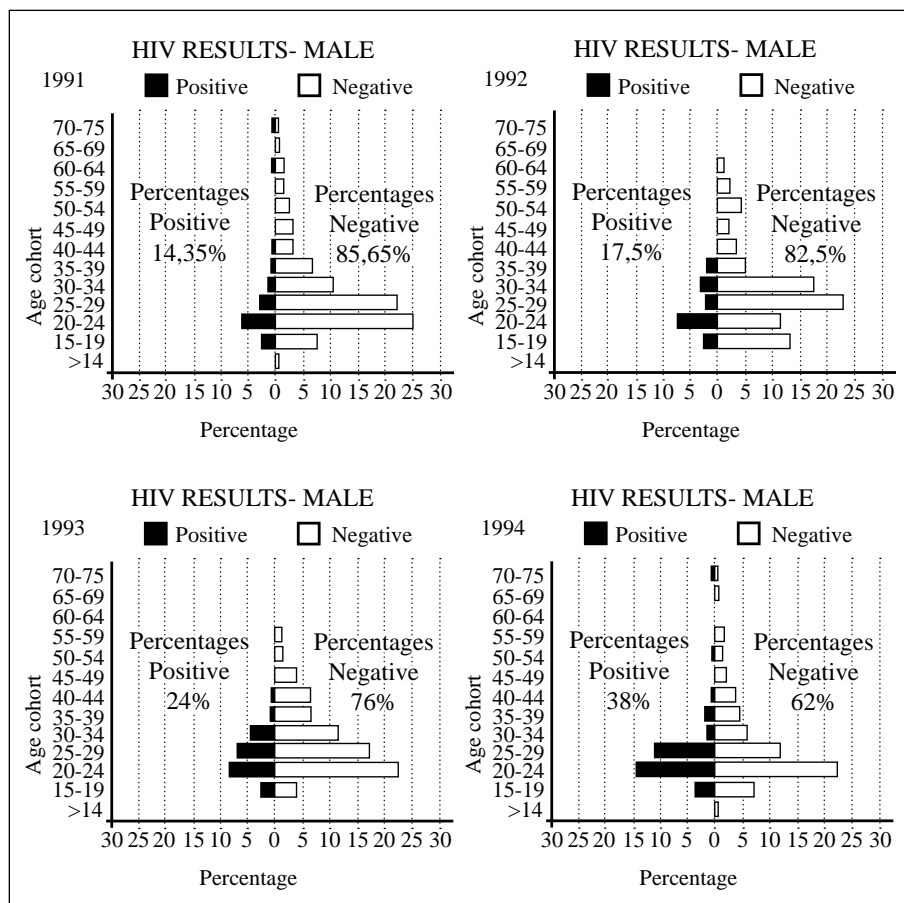 HIV RESULTS- MALE
1991
Positive
Negative
70-75
65-69
60-64
55-59
50-54
45-49
40-44
35-39
30-34
25-29
20-24
15-19
>14
Age cohort
Percentages
Positive
14,35%
Percentages
Negative
85,65%
30 25 20 15 10 5 0 5 10 15 20 25 30
Percentage
HIV RESULTS- MALE
1992
Positive
Negative
70-75
65-69
60-64
55-59
50-54
45-49
40-44
35-39
30-34
25-29
20-24
15-19
>14
Age cohort
Percentages
Positive
17,5%
Percentages
Negative
82,5%
30 25 20 15 10 5 0 5 10 15 20 25 30
Percentage
HIV RESULTS- MALE
1993
Positive
Negative
70-75
65-69
60-64
55-59
50-54
45-49
40-44
35-39
30-34
25-29
20-24
15-19
>14
Age cohort
Percentages
Positive
24%
Percentages
Negative
76%
30 25 20 15 10 5 0 5 10 15 20 25 30
Percentage
HIV RESULTS- MALE
1994
Positive
Negative
70-75
65-69
60-64
55-59
50-54
45-49
40-44
35-39
30-34
25-29
20-24
15-19
>14
Age cohort
Percentages
Positive
38%
Percentages
Negative
62%
30 25 20 15 10 5 0 5 10 15 20 25 30
Percentage